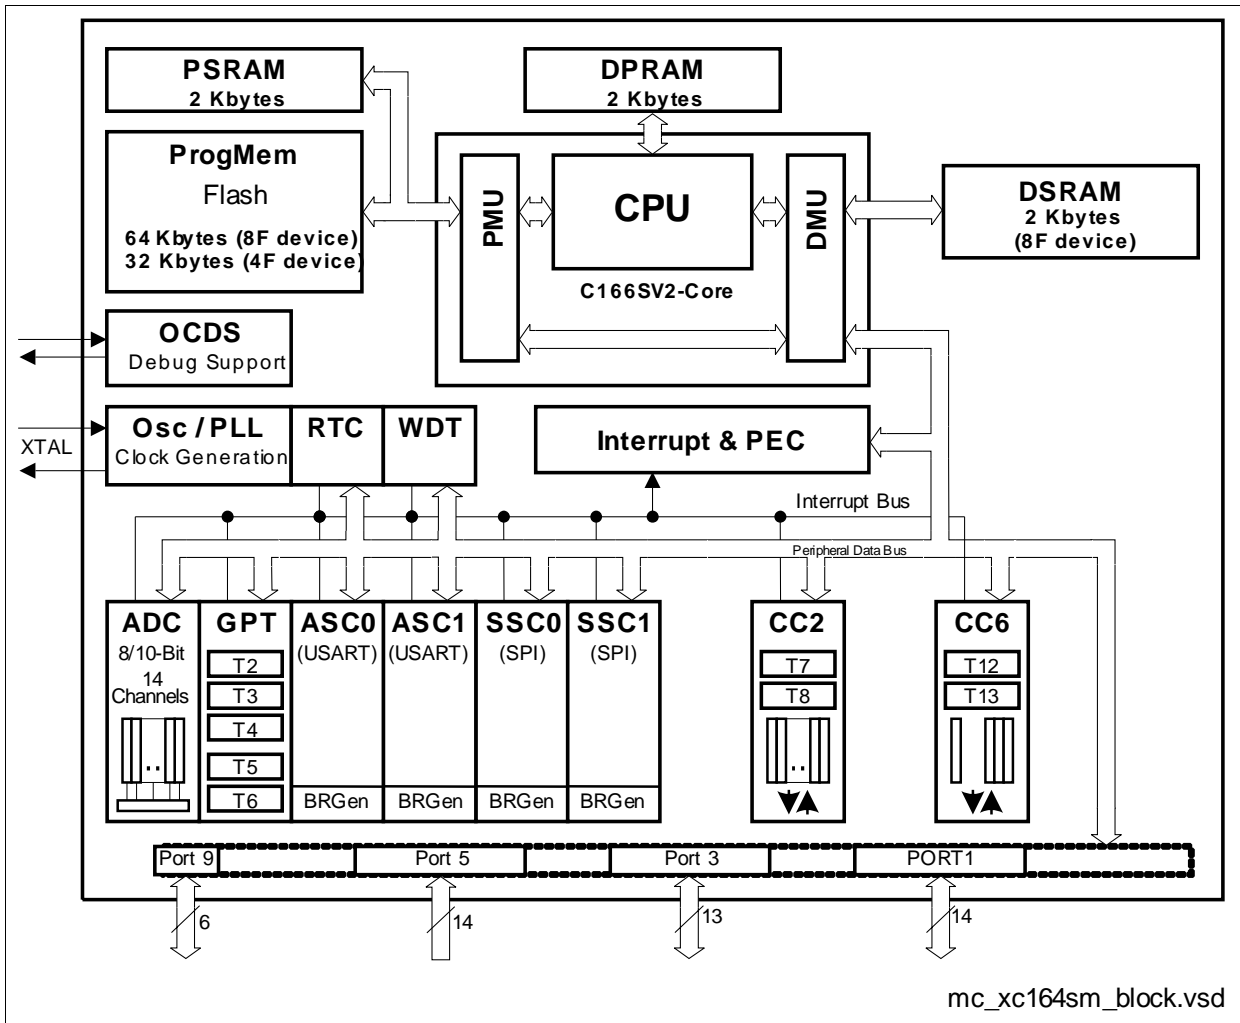 PSRAM
2 Kbytes
DPRAM
2 Kbytes
ProgMem
Flash
64 Kbytes (8F device)
32 Kbytes (4F device)
PMU
CPU
DMU
C166SV2-Core
DSRAM
2 Kbytes
(8F device)
OCDS
Debug Support
XTAL
Osc / PLL
Clock Generation
RTC
WDT
Interrupt & PEC
Interrupt Bus
Peripheral Data Bus
ADC
8/10-Bit
14
Channels
GPT
T2
T3
T4
T5
T6
ASC0
(USART)
BRGen
ASC1
(USART)
BRGen
SSC0
(SPI)
BRGen
SSC1
(SPI)
BRGen
CC2
T7
T8
CC6
T12
T13
Port 9
Port 5
Port 3
PORT1
6
14
13
14
mc_xc164sm_block.vsd